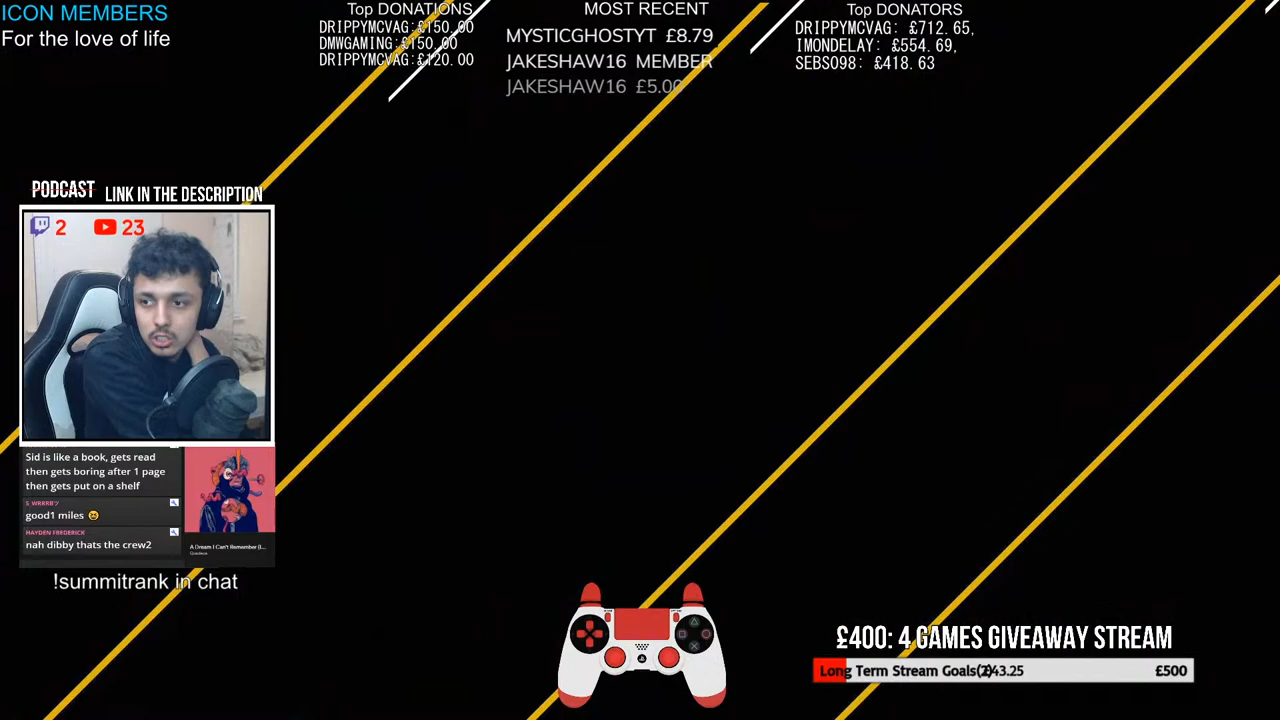 ICON MEMBERS
For the love of life
Top DONATIONS
DRIPPYMCVAG:£150.00
DMWGAMING:£150.00
DRIPPYMCVAG:£120.00
MOST RECENT
MYSTICGHOSTYT £8.79
JAKESHAW16 MEMBER
JAKESHAW16 £5.00
Top DONATORS
DRIPPYMCVAG: £712.65,
IMONDELAY: £554.69,
SEBS098: £418.63
PODCAST LINK IN THE DESCRIPTION
2 23
Sid is like a book, gets read
then gets boring after 1 page
then gets put on a shelf
good1 miles
HAYDEN FREDERICK
nah dibby thats the crew2
A Dream I Can't Remember (I...
!summitrank in chat
£400: 4 GAMES GIVEAWAY STREAM
Long Term Stream Goals £500